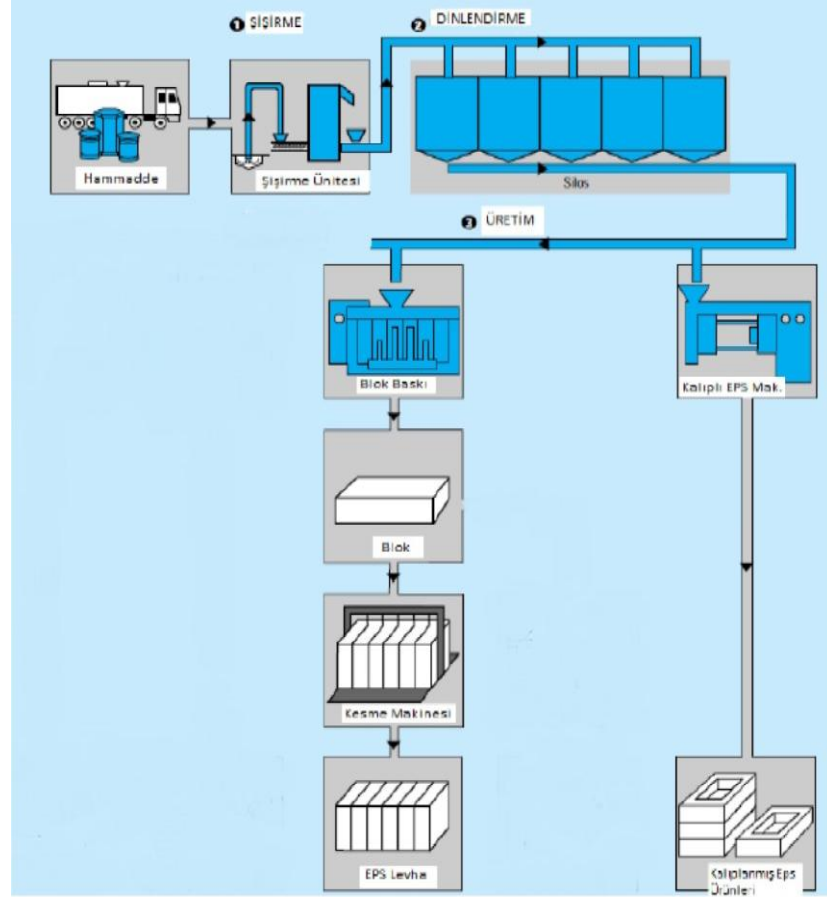 ❶ ŞİŞİRME
❷ DİNLENDİRME
Hammadde
Şişirme Ünitesi
Silos
❸ ÜRETİM
Blok Baskı
Kalıplı EPS Mak.
Blok
Kesme Makinesi
EPS Levha
Kalıplanmış Eps
Ürünleri